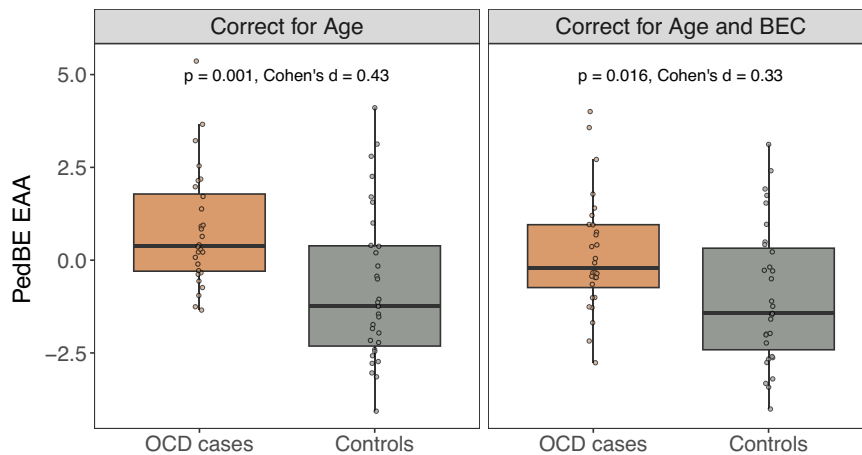 Correct for Age
Correct for Age and BEC
p = 0.001, Cohen's d = 0.43
p = 0.016, Cohen's d = 0.33
PedBE EAA
5.0
2.5
0.0
−2.5
OCD cases
Controls
OCD cases
Controls